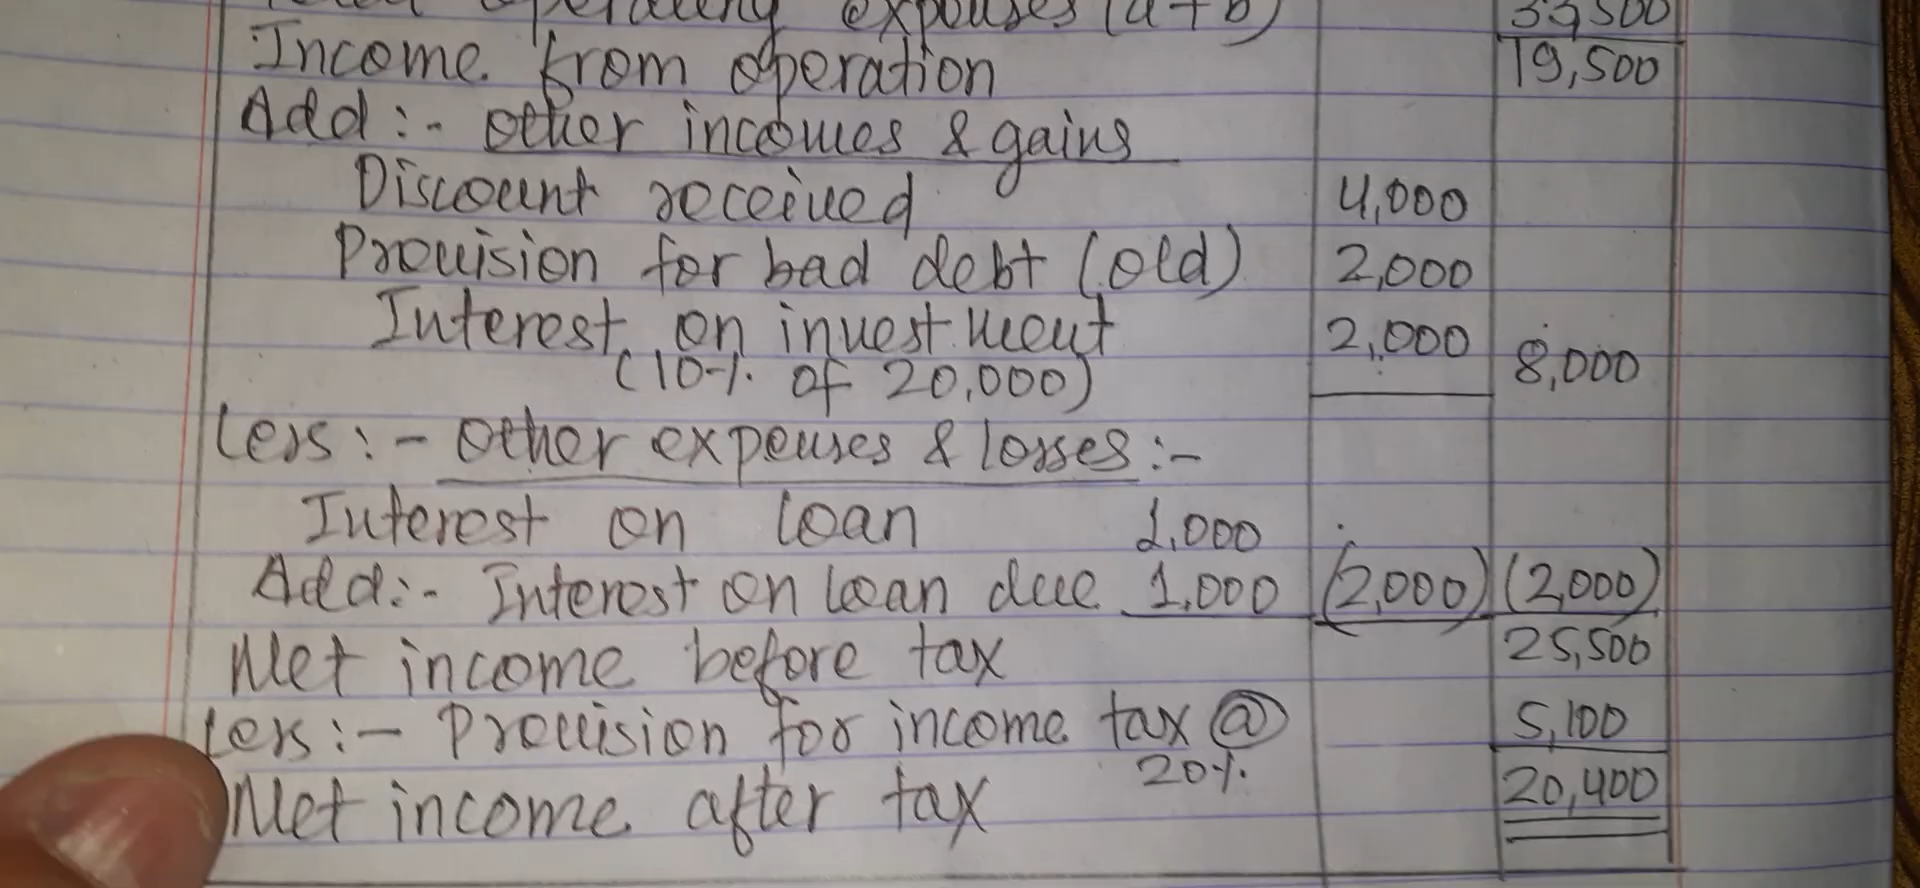 operating expenses (a+b)
Income from operation 19,500
Add :- other incomes & gains
Discount received 4,000
Provision for bad debt (old) 2,000
Interest on investment 2,000 8,000
(10% of 20,000)
Less :- Other expenses & losses :-
Interest on loan 1,000
Add :- Interest on loan due 1,000 (2,000) (2,000)
Net income before tax 25,500
Less :- Provision for income tax @ 5,100
20%
Net income after tax 20,400